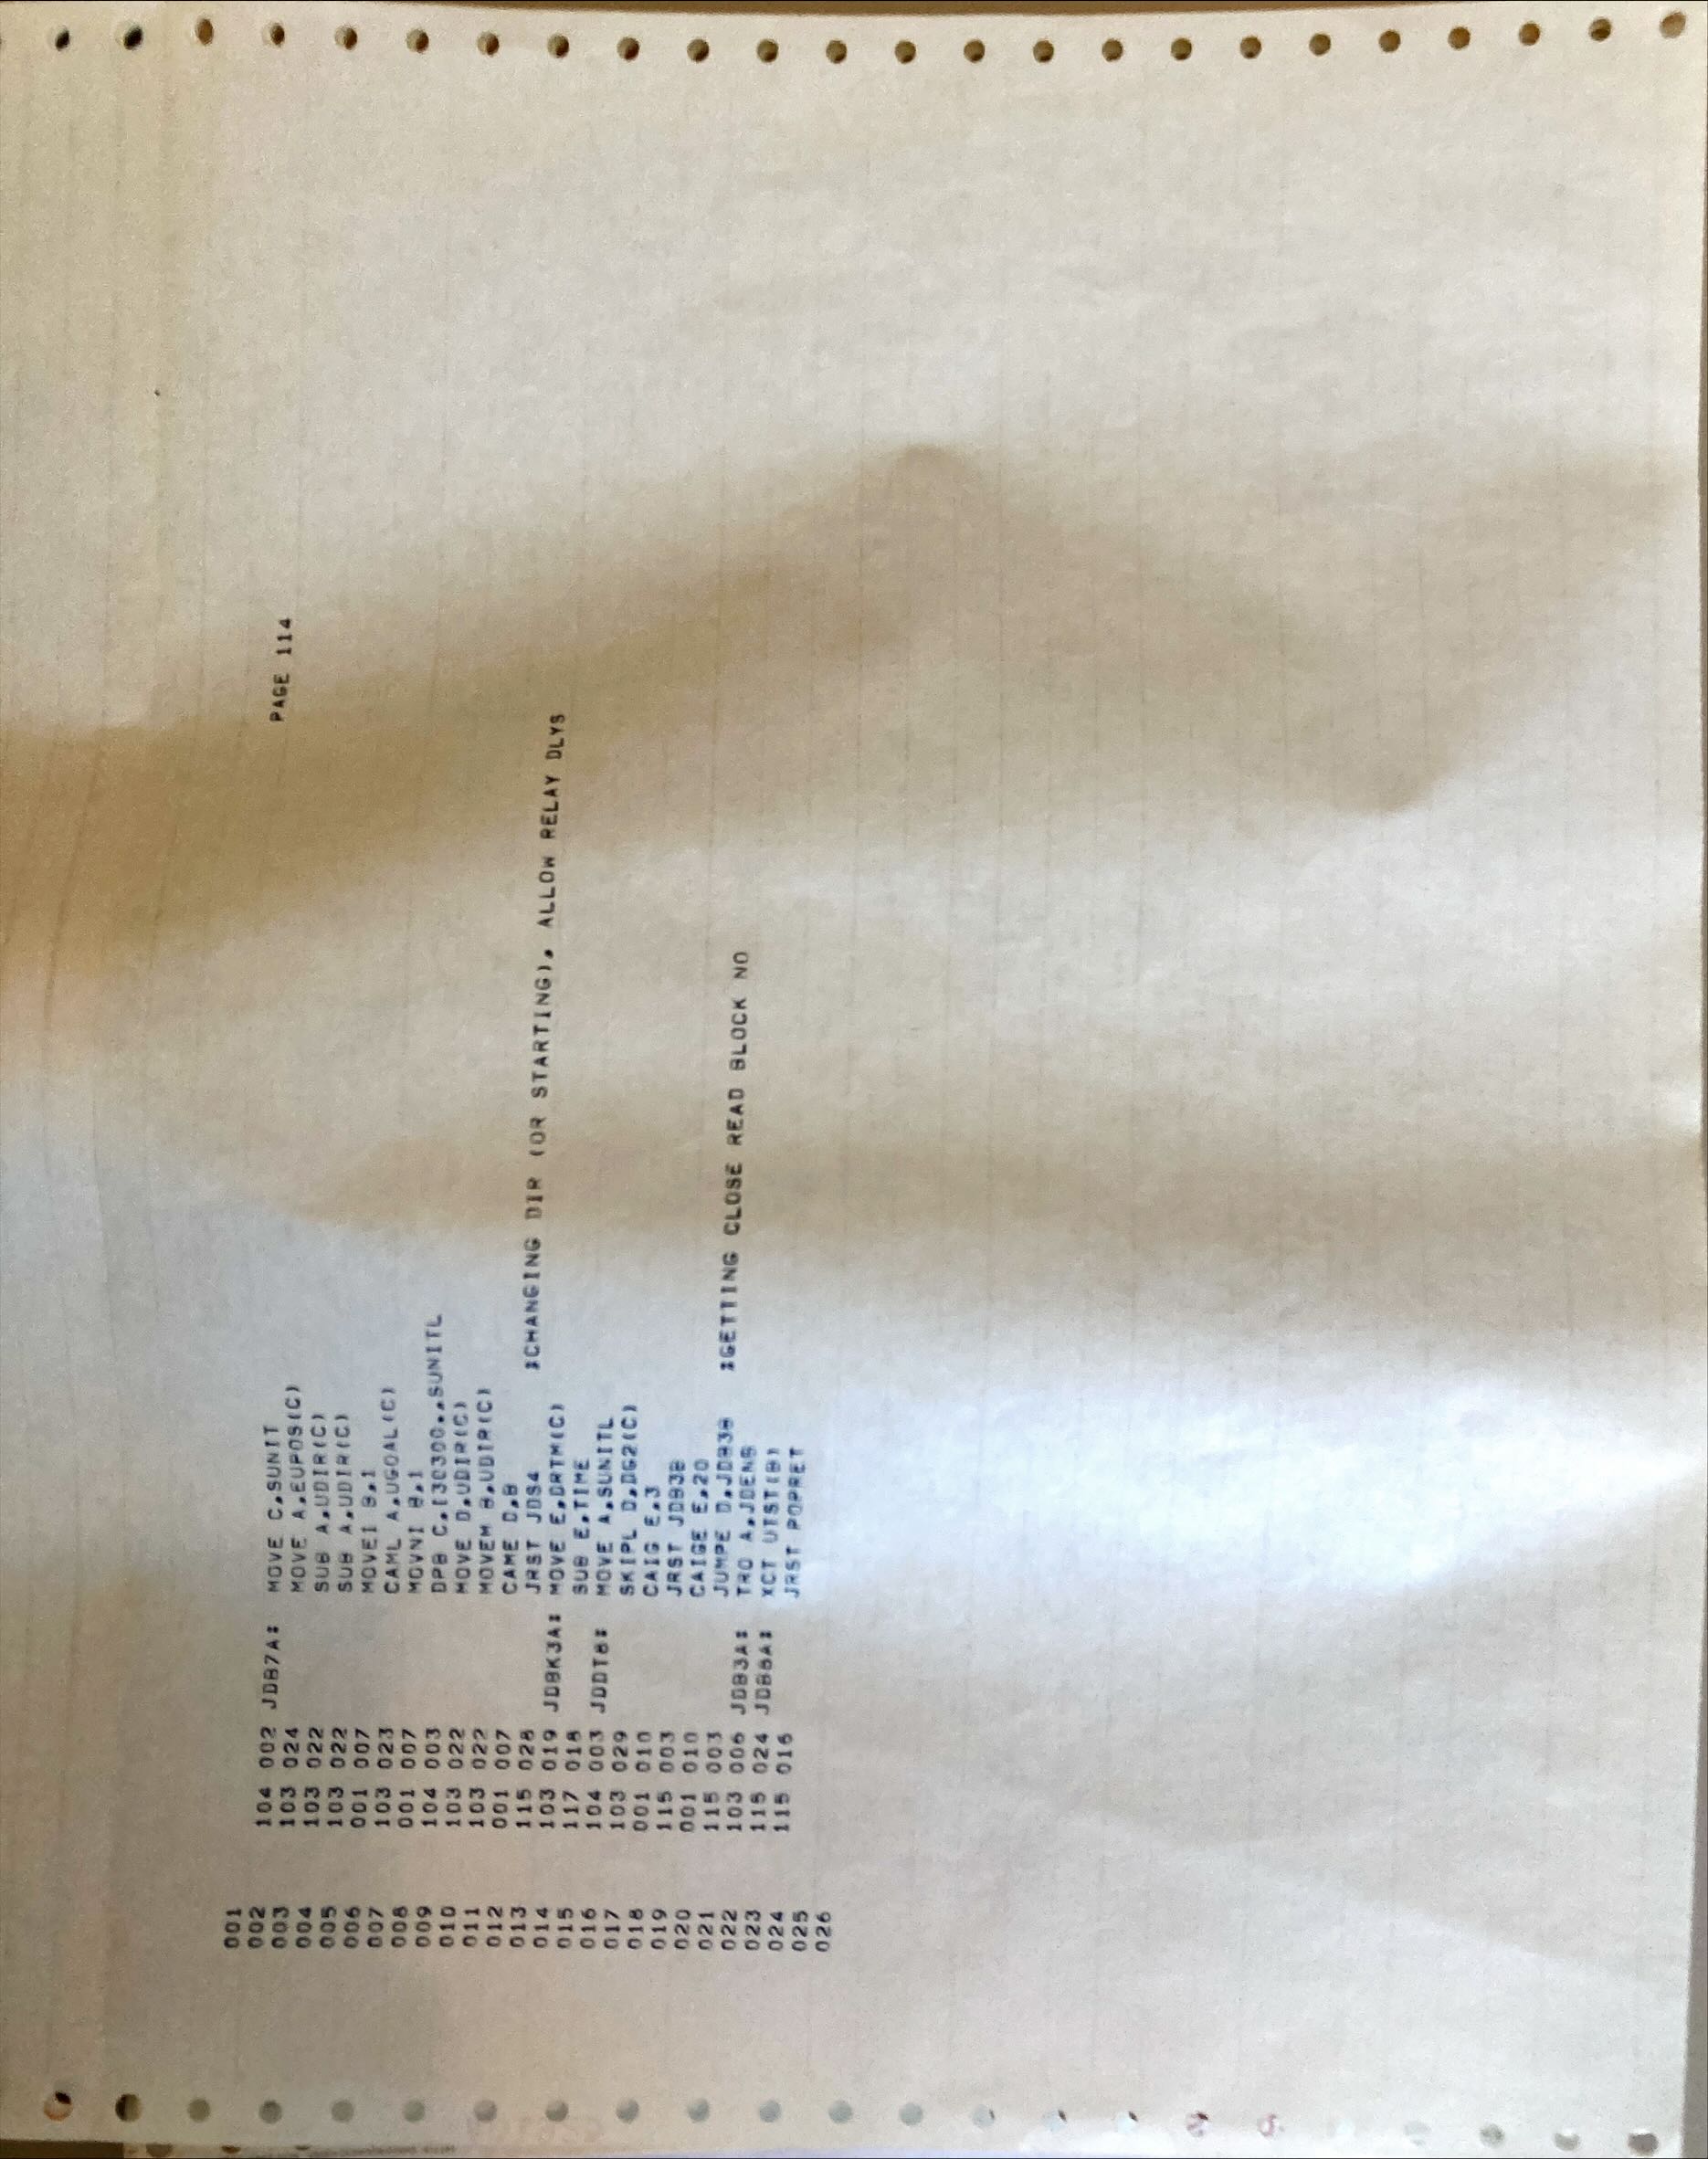 001 PAGE 114
002 104 002 JDB7A: MOVE C,SUNIT
003 103 024 MOVE A,EUPOS(C)
004 103 022 SUB A,UDIR(C)
005 103 022 SUB A,UDIR(C)
006 001 007 MOVEI B,1
007 103 023 CAML A,UGOAL(C)
008 001 007 MOVNI B,1
009 104 003 DPB C,[30300,,SUNITL
010 103 022 MOVE D,UDIR(C)
011 103 022 MOVEM B,UDIR(C)
012 001 007 CAME D,B
013 115 028 JRST JDS4 ;CHANGING DIR (OR STARTING), ALLOW RELAY DLYS
014 103 019 JDBK3A: MOVE E,DRTM(C)
015 117 018 SUB E,TIME
016 104 003 JDDT8: MOVE A,SUNITL
017 103 029 SKIPL D,DG2(C)
018 001 010 CAIG E,3
019 115 003 JRST JDB3B
020 001 010 CAIGE E,20
021 115 003 JUMPE D,JDB3B ;GETTING CLOSE READ BLOCK NO
022 103 006 JDB3A: TRO A,JDENB
023 115 024 JDB8A: XCT UTST(B)
024 115 016 JRST POPRET
025
026